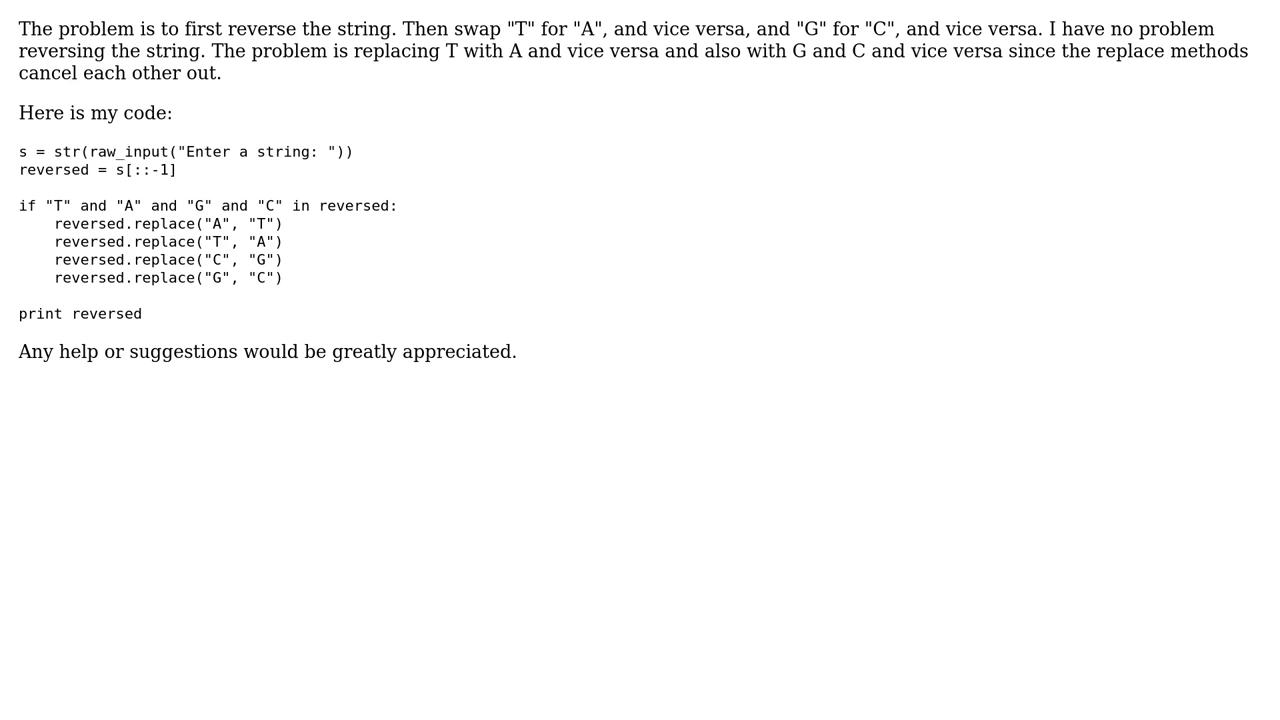 The problem is to first reverse the string. Then swap "T" for "A", and vice versa, and "G" for "C", and vice versa. I have no problem
reversing the string. The problem is replacing T with A and vice versa and also with G and C and vice versa since the replace methods
cancel each other out.
Here is my code:
s = str(raw_input("Enter a string: "))
reversed = s[::-1]
if "T" and "A" and "G" and "C" in reversed:
    reversed.replace("A", "T")
    reversed.replace("T", "A")
    reversed.replace("C", "G")
    reversed.replace("G", "C")
print reversed
Any help or suggestions would be greatly appreciated.